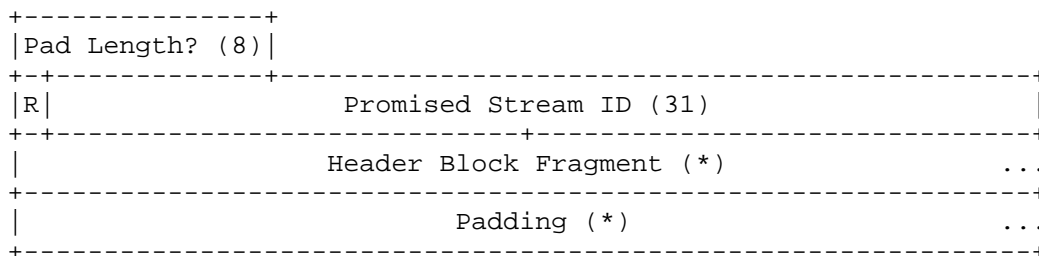 +---------------+
|Pad Length? (8)|
+-+-------------+-----------------------------------------------+
|R|                  Promised Stream ID (31)                    |
+-+-----------------------------+-------------------------------+
|                   Header Block Fragment (*)                 ...
+---------------------------------------------------------------+
|                           Padding (*)                       ...
+---------------------------------------------------------------+